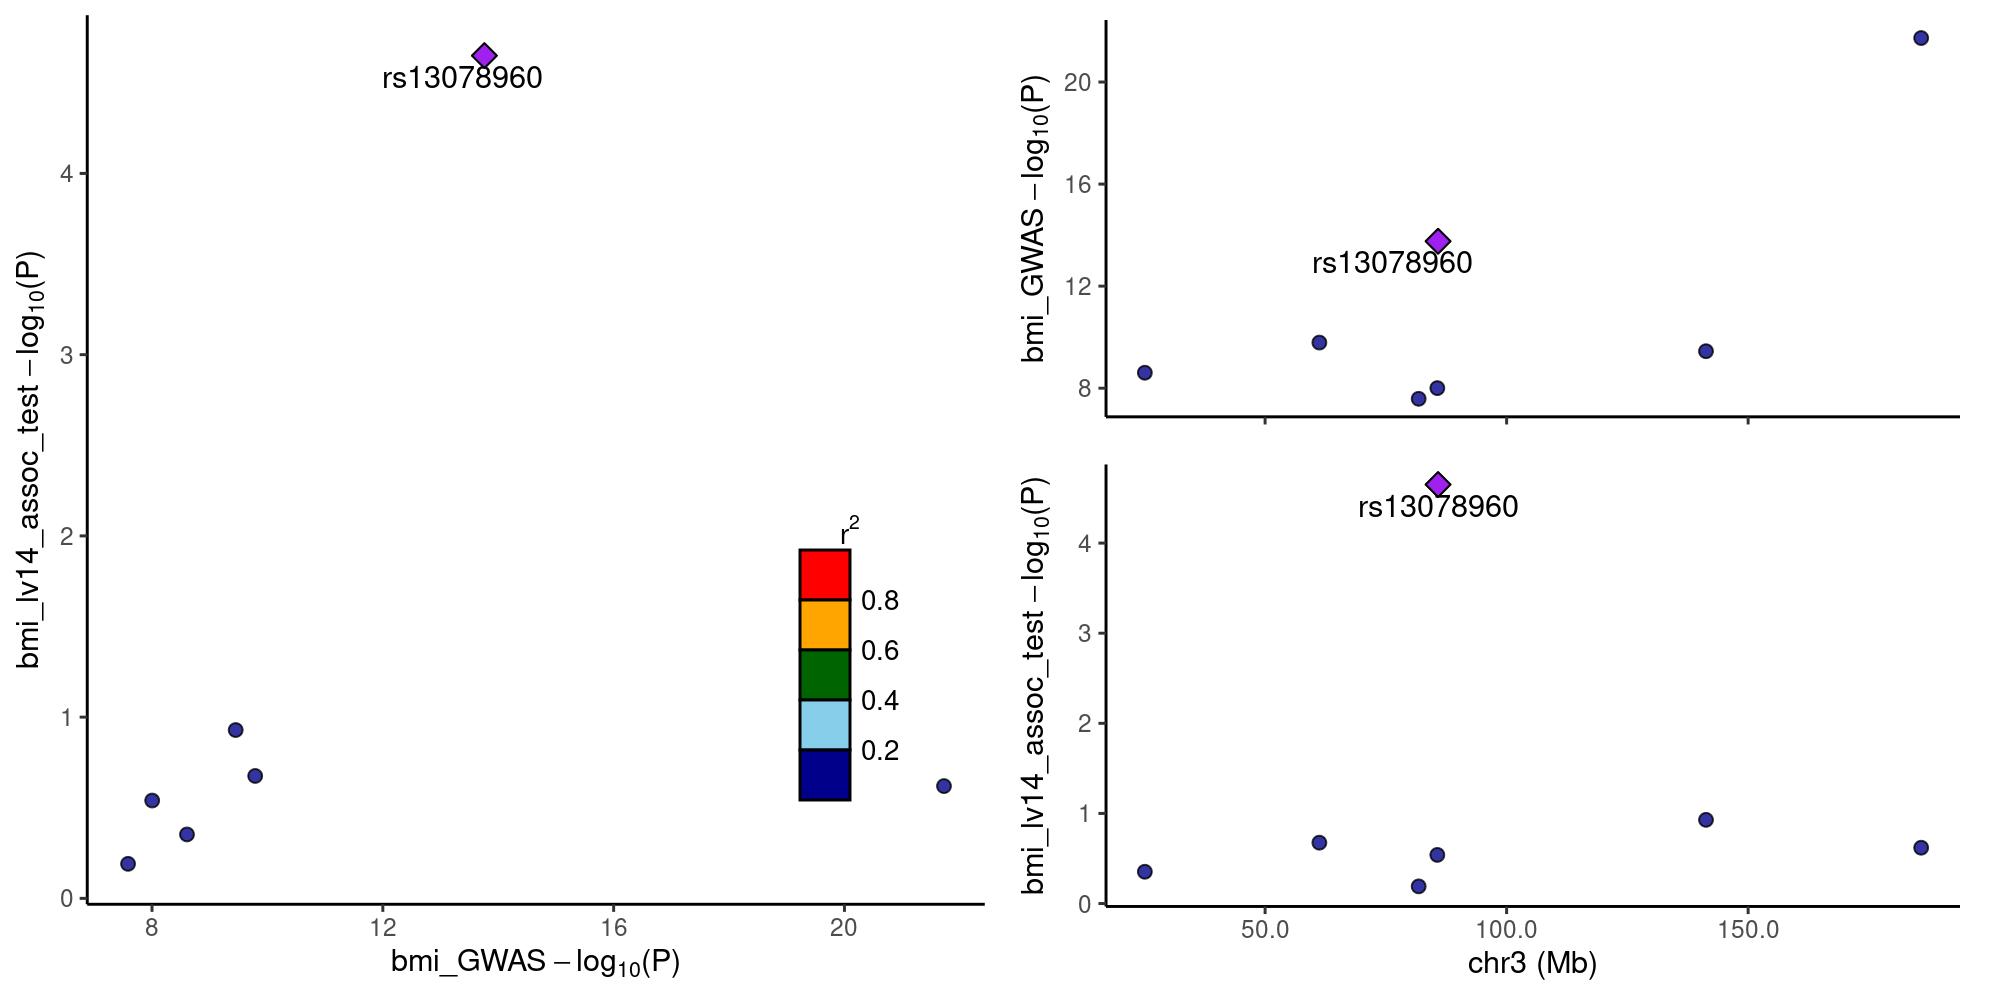 rs13078960
bmi_lv14_assoc_test −log₁₀(P)
4
3
2
1
0
8
12
16
20
bmi_GWAS −log₁₀(P)
r²
0.8
0.6
0.4
0.2
bmi_GWAS −log₁₀(P)
20
16
12
8
rs13078960
bmi_lv14_assoc_test −log₁₀(P)
4
3
2
1
0
rs13078960
50.0
100.0
150.0
chr3 (Mb)